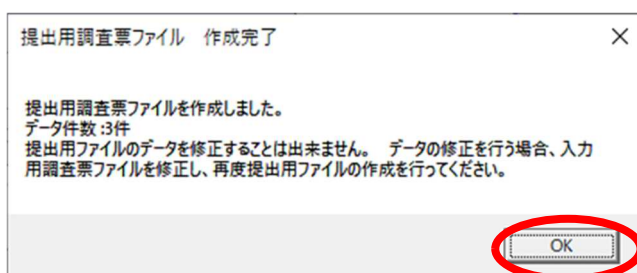 提出用調査票ファイル　作成完了
提出用調査票ファイルを作成しました。
データ件数 :3件
提出用ファイルのデータを修正することは出来ません。　データの修正を行う場合、入力
用調査票ファイルを修正し、再度提出用ファイルの作成を行ってください。
OK